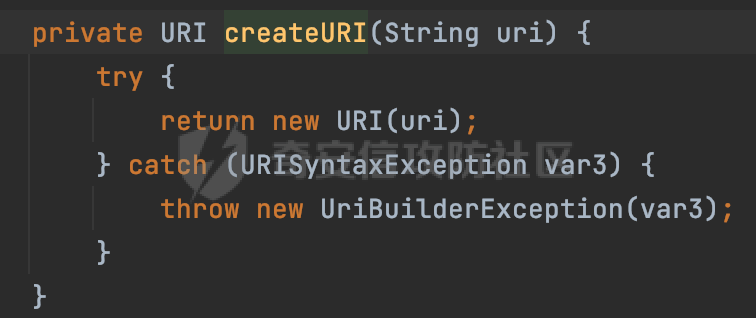 private URI createURI(String uri) {
    try {
        return new URI(uri);
    } catch (URISyntaxException var3) {
        throw new UriBuilderException(var3);
    }
}
奇安信攻防社区